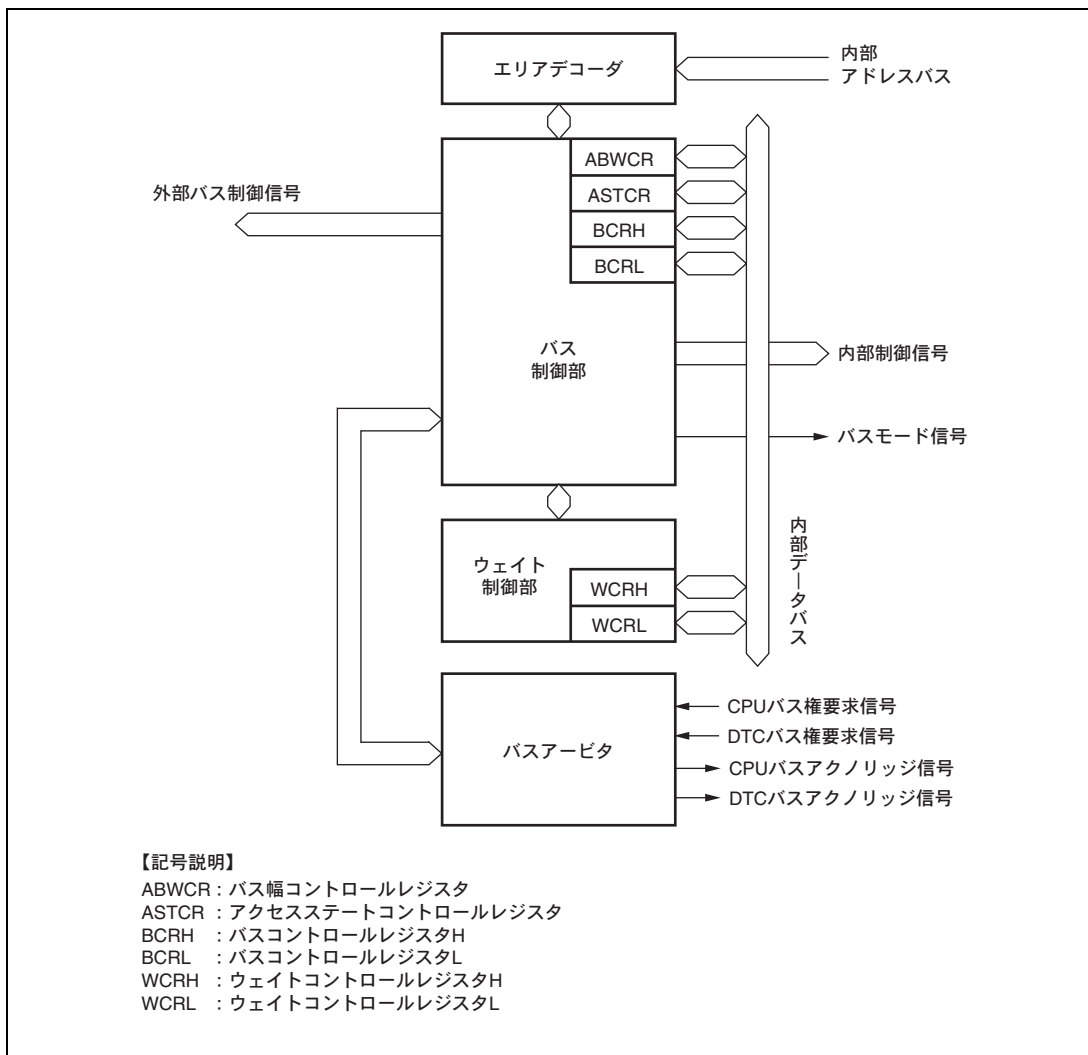 エリアデコーダ
内部
アドレスバス
ABWCR
ASTCR
BCRH
BCRL
外部バス制御信号
バス
制御部
内部制御信号
バスモード信号
内部データバス
ウェイト
制御部
WCRH
WCRL
バスアービタ
CPUバス権要求信号
DTCバス権要求信号
CPUバスアクノリッジ信号
DTCバスアクノリッジ信号
【記号説明】
ABWCR：バス幅コントロールレジスタ
ASTCR ：アクセスステートコントロールレジスタ
BCRH ：バスコントロールレジスタH
BCRL ：バスコントロールレジスタL
WCRH ：ウェイトコントロールレジスタH
WCRL ：ウェイトコントロールレジスタL